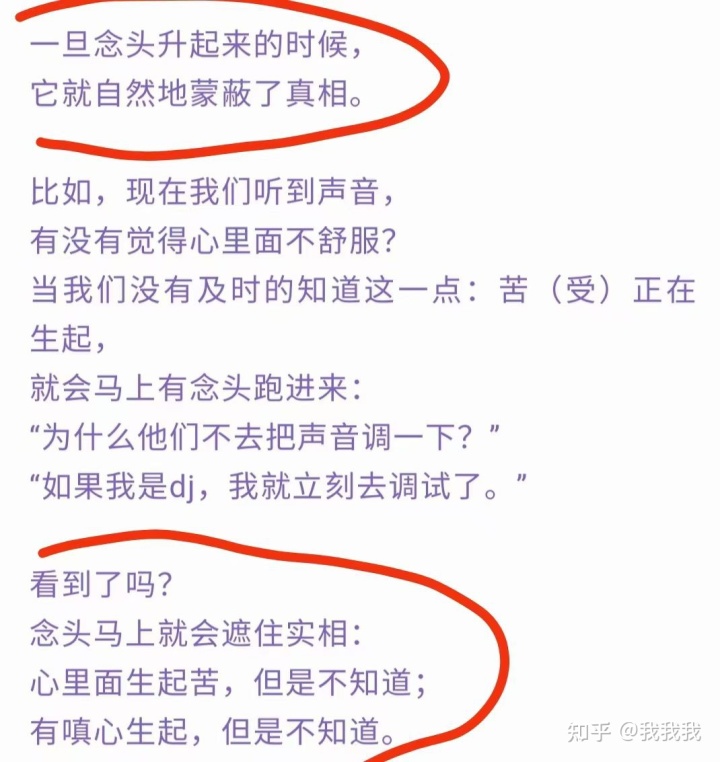 一旦念头升起来的时候，
它就自然地蒙蔽了真相。
比如，现在我们听到声音，
有没有觉得心里面不舒服？
当我们没有及时的知道这一点：苦（受）正在
生起，
就会马上有念头跑进来：
“为什么他们不去把声音调一下？”
“如果我是dj，我就立刻去调试了。”
看到了吗？
念头马上就会遮住实相：
心里面生起苦，但是不知道；
有嗔心生起，但是不知道。
知乎 @我我我